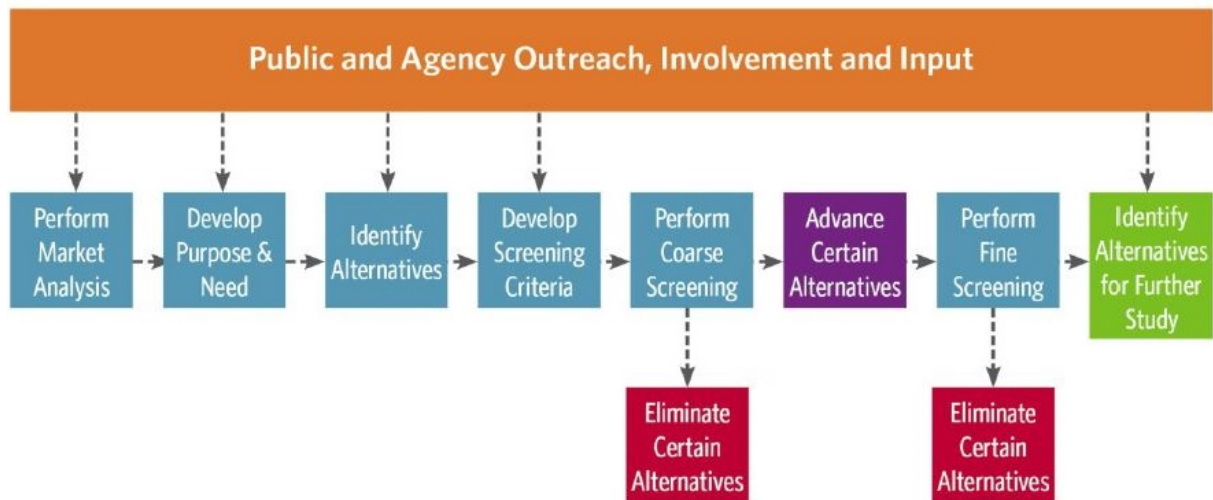 Public and Agency Outreach, Involvement and Input
Perform
Market
Analysis
Develop
Purpose &
Need
Identify
Alternatives
Develop
Screening
Criteria
Perform
Coarse
Screening
Advance
Certain
Alternatives
Perform
Fine
Screening
Identify
Alternatives
for Further
Study
Eliminate
Certain
Alternatives
Eliminate
Certain
Alternatives